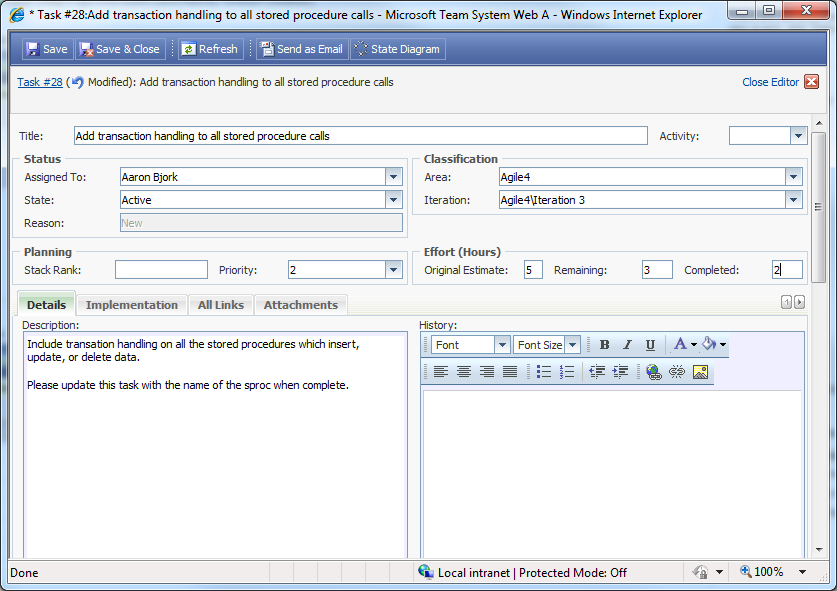 * Task #28:Add transaction handling to all stored procedure calls - Microsoft Team System Web A - Windows Internet Explorer
Save Save & Close Refresh Send as Email State Diagram
Task #28 ( Modified): Add transaction handling to all stored procedure calls Close Editor
Title: Add transaction handling to all stored procedure calls Activity:
Status
Assigned To: Aaron Bjork
State: Active
Reason: New
Classification
Area: Agile4
Iteration: Agile4\Iteration 3
Planning
Stack Rank: Priority: 2
Effort (Hours)
Original Estimate: 5 Remaining: 3 Completed: 2
Details Implementation All Links Attachments
Description:
Include transation handling on all the stored procedures which insert,
update, or delete data.
Please update this task with the name of the sproc when complete.
History:
Font Font Size B I U A
Done Local intranet | Protected Mode: Off 100%